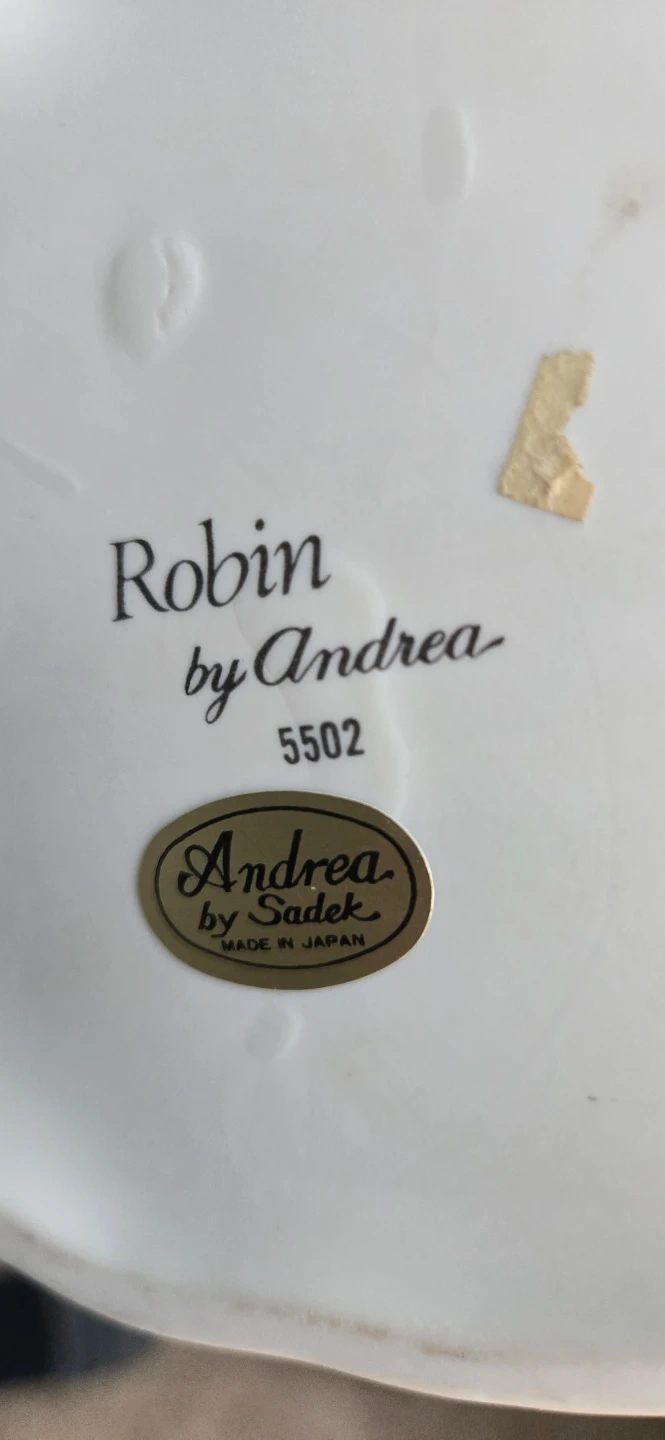 Robin
by Andrea
5502
Andrea
by Sadek
MADE IN JAPAN